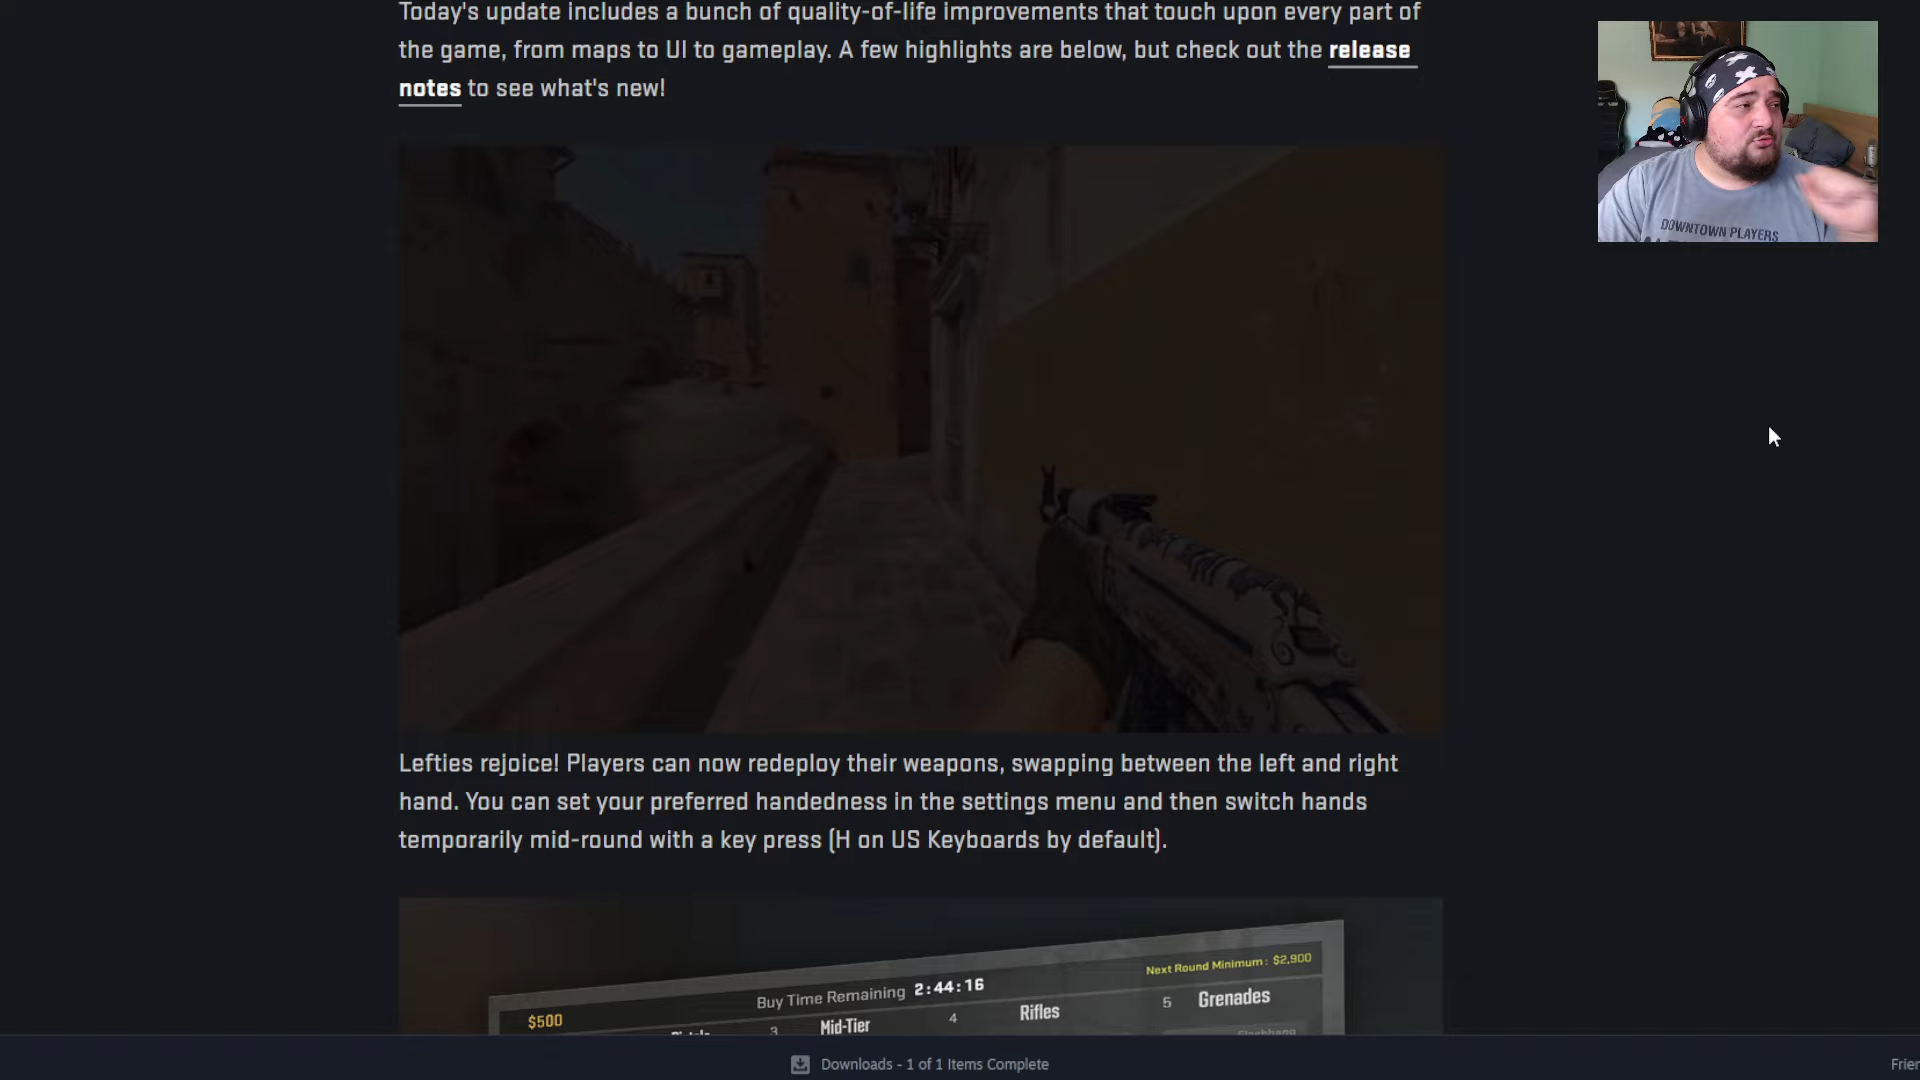 Today's update includes a bunch of quality-of-life improvements that touch upon every part of
the game, from maps to UI to gameplay. A few highlights are below, but check out the release
notes to see what's new!
DOWNTOWN PLAYERS
Lefties rejoice! Players can now redeploy their weapons, swapping between the left and right
hand. You can set your preferred handedness in the settings menu and then switch hands
temporarily mid-round with a key press (H on US Keyboards by default).
Next Round Minimum: $2,900
Buy Time Remaining 2:44:16
$500
3 Mid-Tier 4 Rifles 5 Grenades
Downloads - 1 of 1 Items Complete
Frien